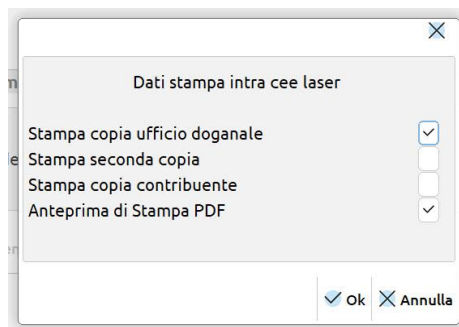 Dati stampa intra cee laser
Stampa copia ufficio doganale
Stampa seconda copia
Stampa copia contribuente
Anteprima di Stampa PDF
Ok Annulla